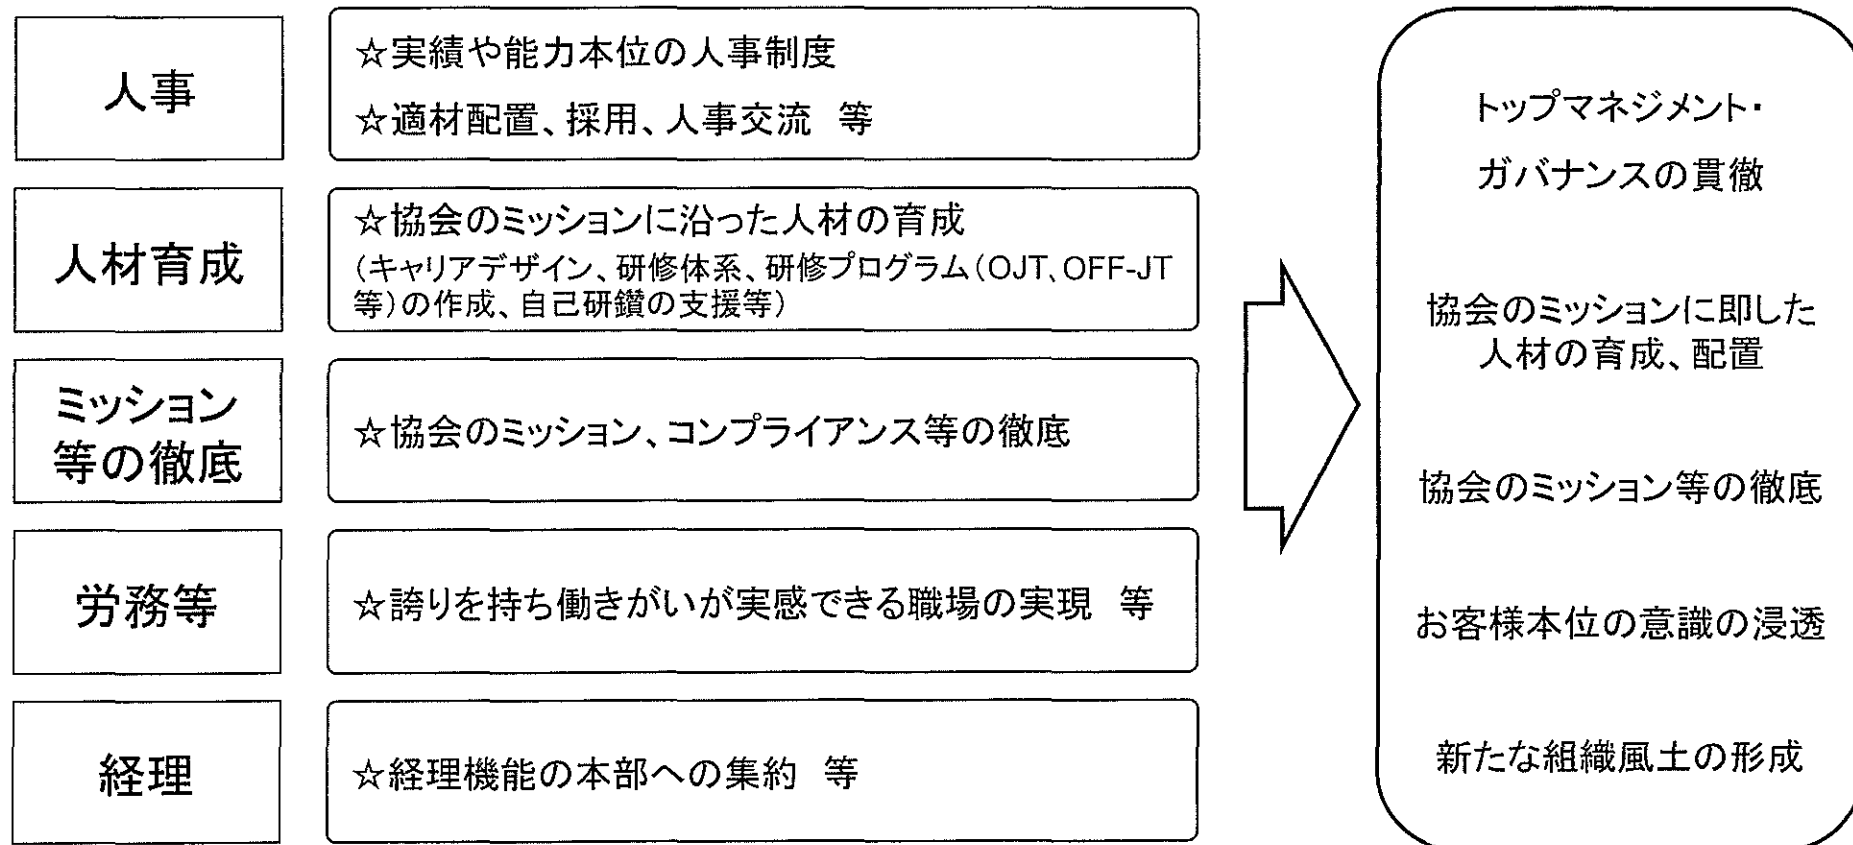 人事
☆実績や能力本位の人事制度
☆適材配置、採用、人事交流　等
人材育成
☆協会のミッションに沿った人材の育成
（キャリアデザイン、研修体系、研修プログラム（OJT、OFF-JT
等）の作成、自己研鑽の支援等）
ミッション
等の徹底
☆協会のミッション、コンプライアンス等の徹底
労務等
☆誇りを持ち働きがいが実感できる職場の実現　等
経理
☆経理機能の本部への集約　等
トップマネジメント・
ガバナンスの貫徹
協会のミッションに即した
人材の育成、配置
協会のミッション等の徹底
お客様本位の意識の浸透
新たな組織風土の形成